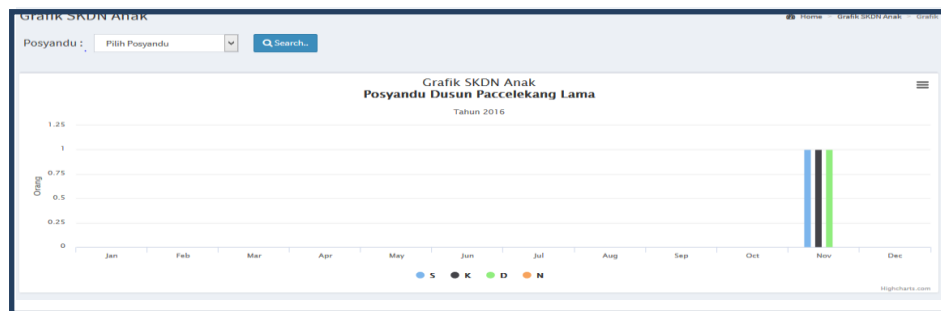 Grafik SKDN Anak
Home - Grafik SKDN Anak - Grafik
Posyandu : Pilih Posyandu Search..
Grafik SKDN Anak
Posyandu Dusun Paccelekang Lama
Tahun 2016
1.25
1
0.75
0.5
0.25
0
Orang
Jan Feb Mar Apr May Jun Jul Aug Sep Oct Nov Dec
S K D N
Highcharts.com